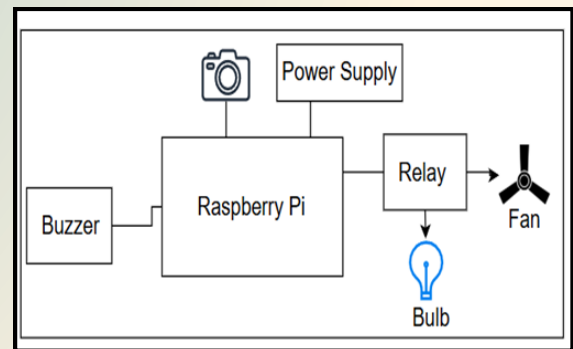 Power Supply
Raspberry Pi
Relay
Buzzer
Fan
Bulb